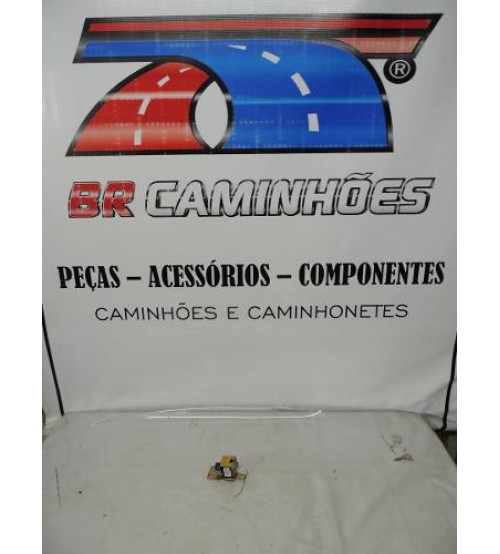 ®
BR CAMINHÕES
PEÇAS – ACESSÓRIOS – COMPONENTES
CAMINHÕES E CAMINHONETES